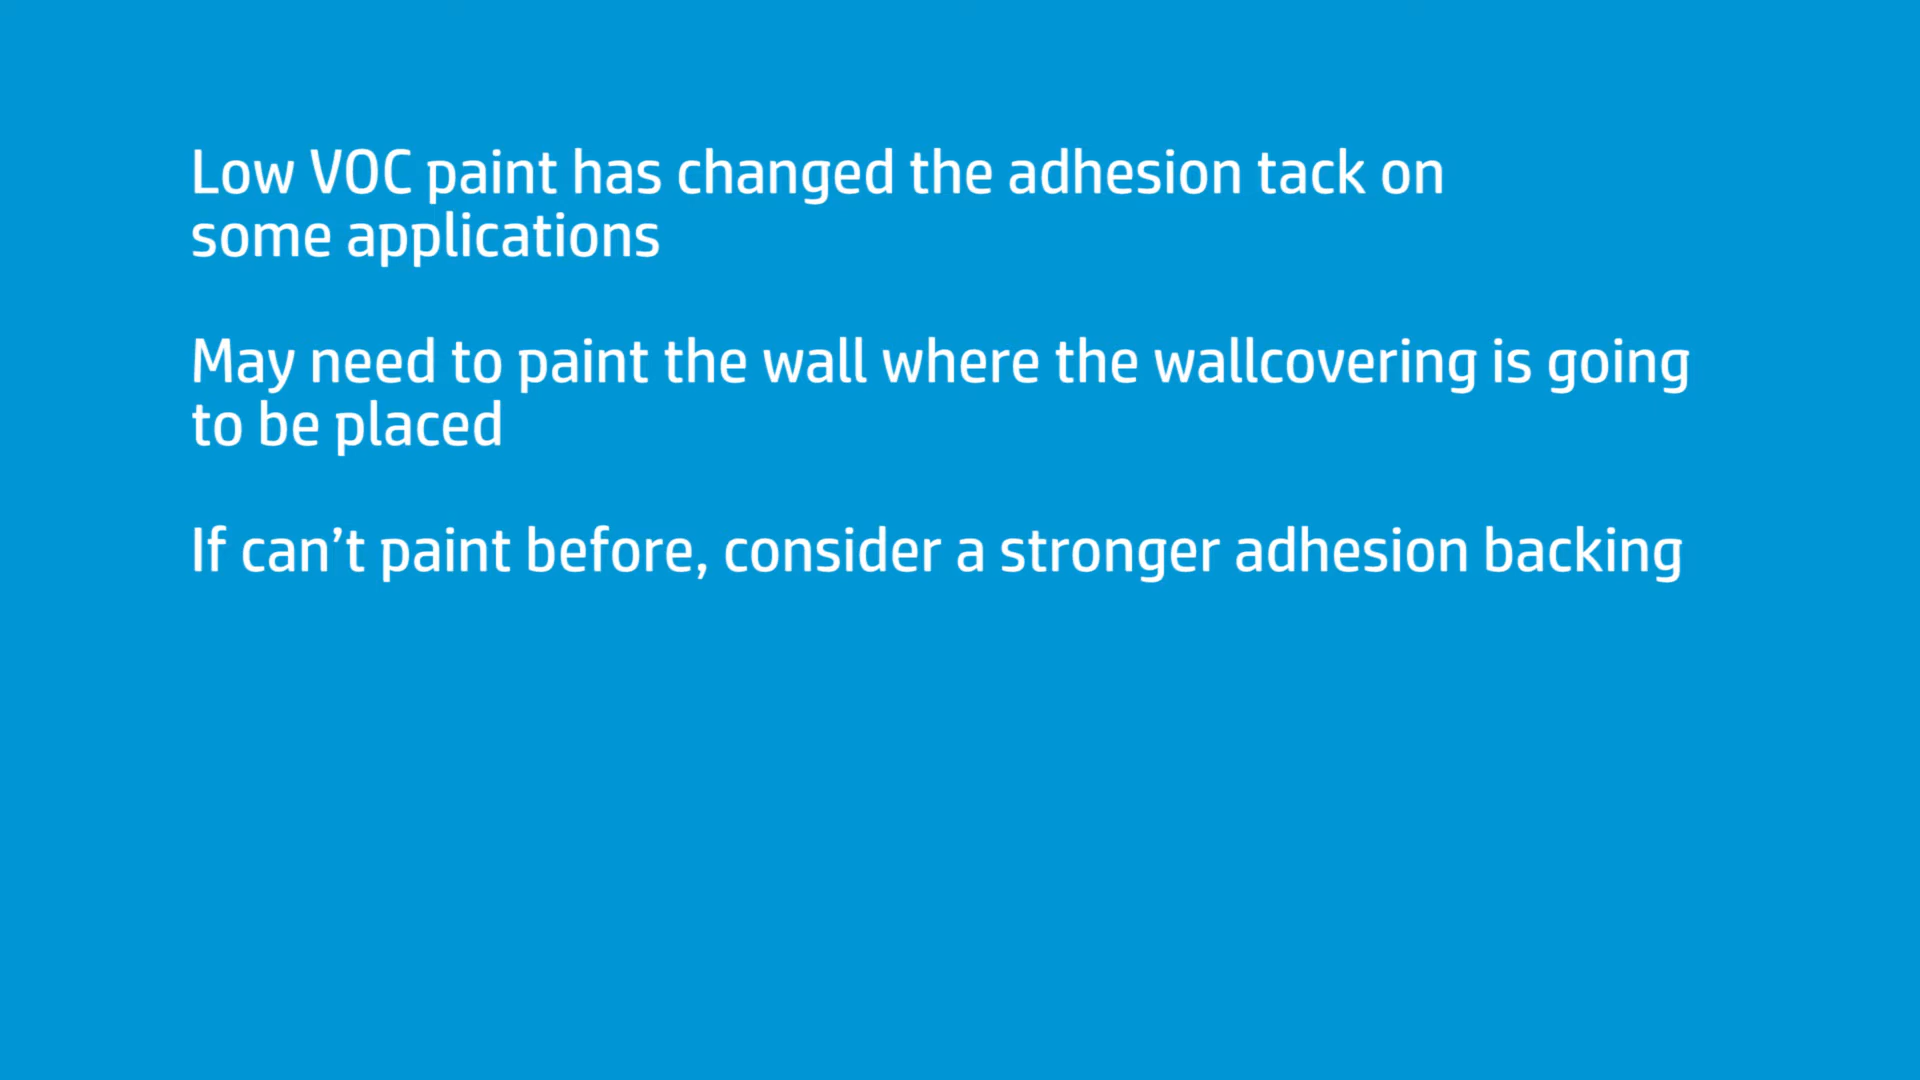 Low VOC paint has changed the adhesion tack on
some applications
May need to paint the wall where the wallcovering is going
to be placed
If can’t paint before, consider a stronger adhesion backing